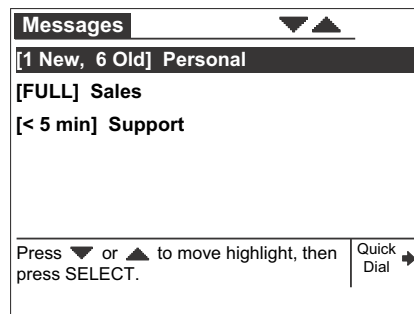 Messages
[1 New, 6 Old] Personal
[FULL] Sales
[< 5 min] Support
Press ▼ or ▲ to move highlight, then
press SELECT.
Quick
Dial